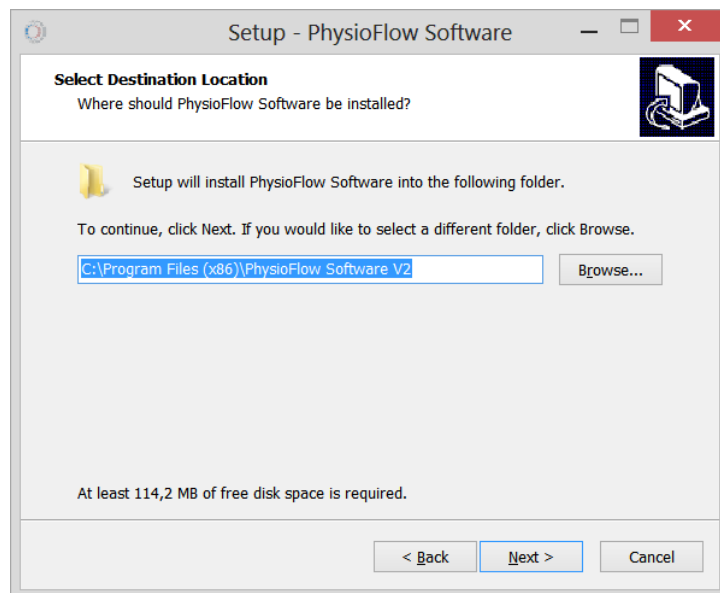 Setup - PhysioFlow Software
Select Destination Location
Where should PhysioFlow Software be installed?
Setup will install PhysioFlow Software into the following folder.
To continue, click Next. If you would like to select a different folder, click Browse.
C:\Program Files (x86)\PhysioFlow Software V2
Browse...
At least 114,2 MB of free disk space is required.
< Back Next > Cancel